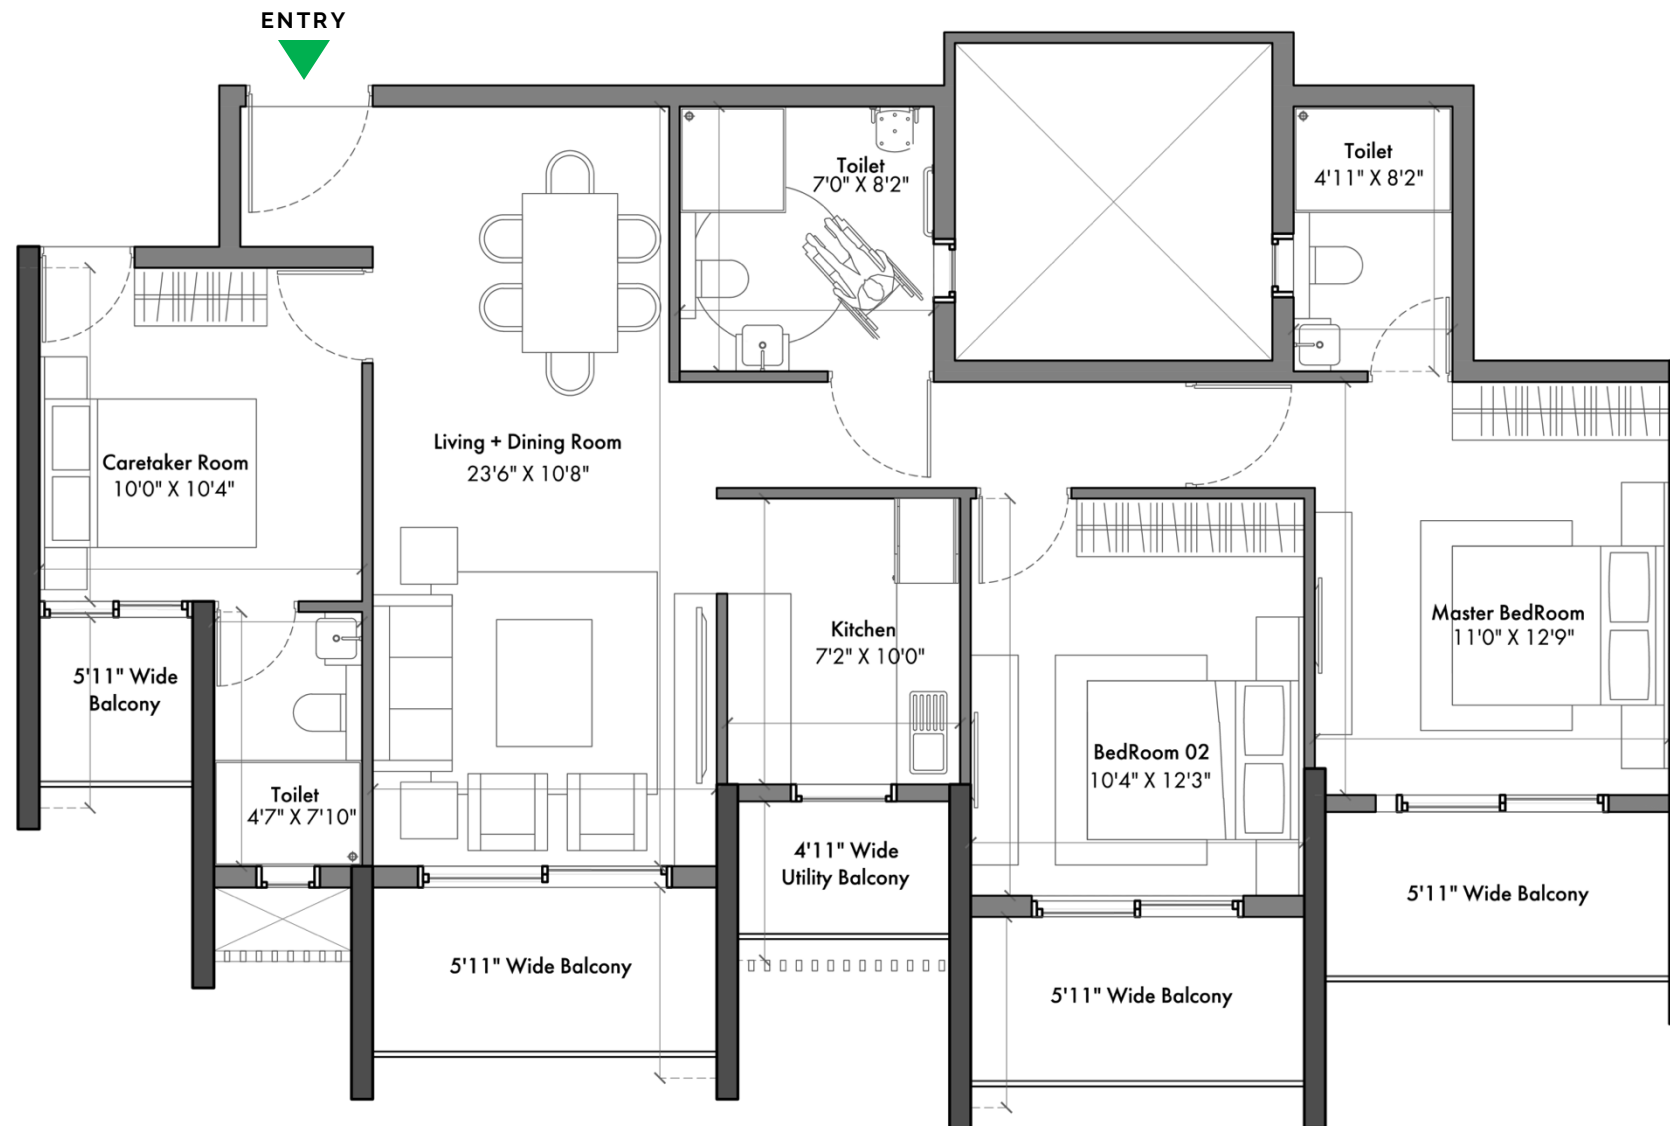 ENTRY
Toilet
7'0" X 8'2"
Toilet
4'11" X 8'2"
Living + Dining Room
23'6" X 10'8"
Caretaker Room
10'0" X 10'4"
Master BedRoom
11'0" X 12'9"
Kitchen
7'2" X 10'0"
5'11" Wide
Balcony
BedRoom 02
10'4" X 12'3"
Toilet
4'7" X 7'10"
4'11" Wide
Utility Balcony
5'11" Wide Balcony
5'11" Wide Balcony
5'11" Wide Balcony